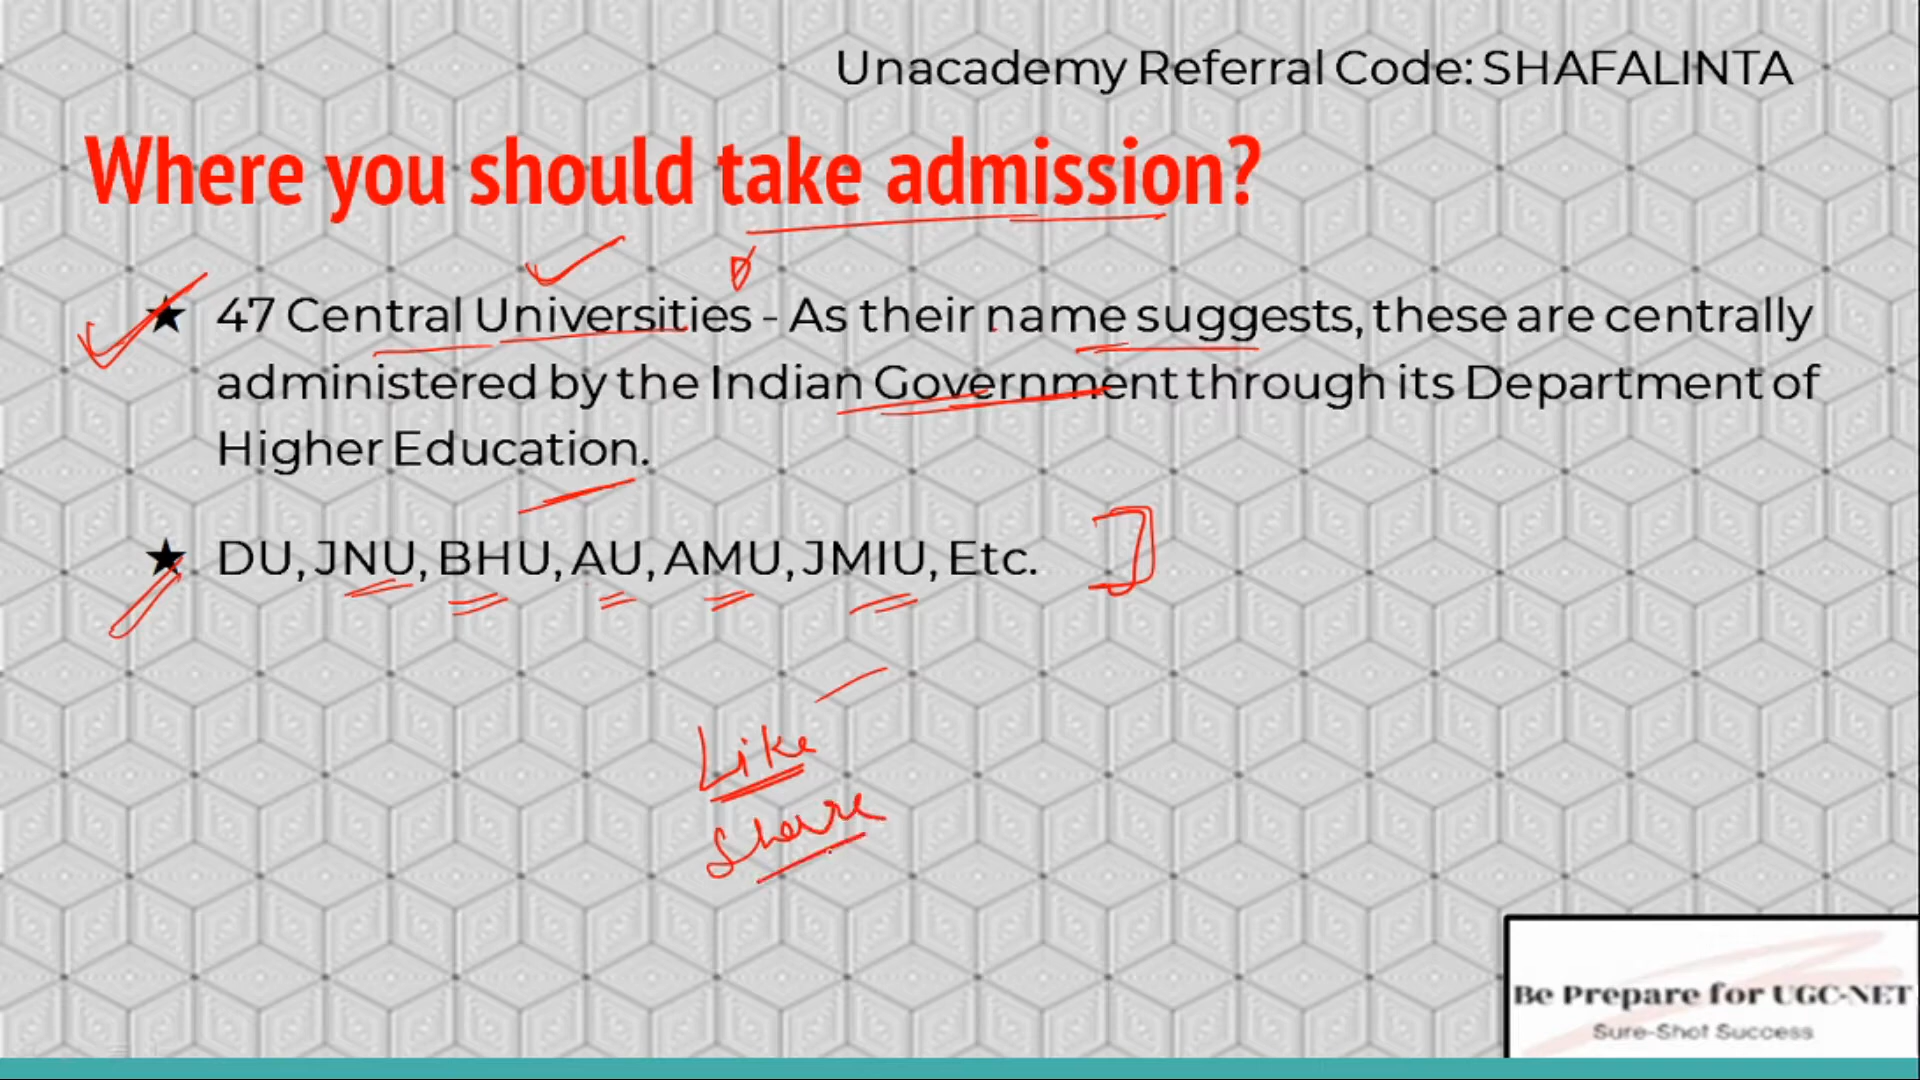 Unacademy Referral Code: SHAFALINTA
Where you should take admission?
★ 47 Central Universities - As their name suggests, these are centrally
administered by the Indian Government through its Department of
Higher Education.
★ DU, JNU, BHU, AU, AMU, JMIU, Etc.
Like
Share
Be Prepare for UGC-NET
Sure-Shot Success